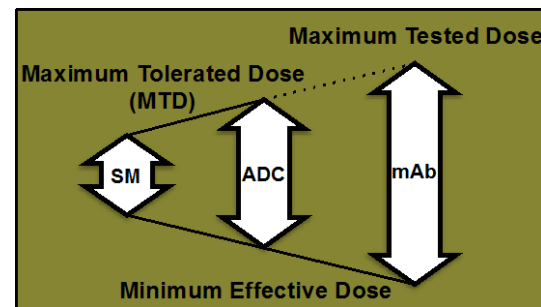 Maximum Tested Dose
Maximum Tolerated Dose
(MTD)
SM
ADC
mAb
Minimum Effective Dose